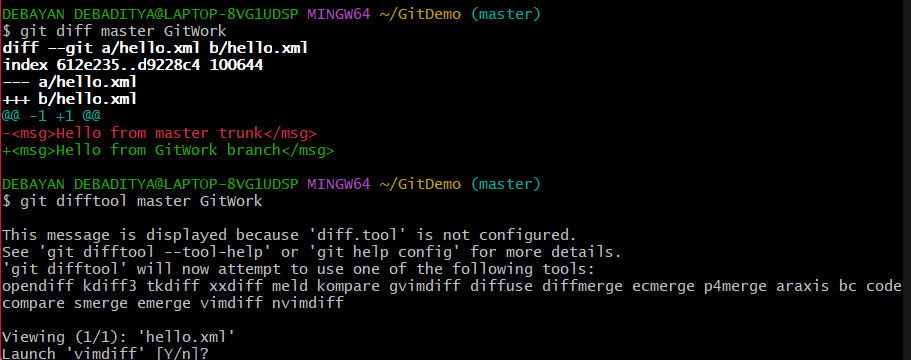 DEBAYAN DEBADITYA@LAPTOP-8VG1UDSP MINGW64 ~/GitDemo (master)
$ git diff master GitWork
diff --git a/hello.xml b/hello.xml
index 612e235..d9228c4 100644
--- a/hello.xml
+++ b/hello.xml
@@ -1 +1 @@
-<msg>Hello from master trunk</msg>
+<msg>Hello from GitWork branch</msg>
DEBAYAN DEBADITYA@LAPTOP-8VG1UDSP MINGW64 ~/GitDemo (master)
$ git difftool master GitWork
This message is displayed because 'diff.tool' is not configured.
See 'git difftool --tool-help' or 'git help config' for more details.
'git difftool' will now attempt to use one of the following tools:
opendiff kdiff3 tkdiff xxdiff meld kompare gvimdiff diffuse diffmerge ecmerge p4merge araxis bc code
compare smerge emerge vimdiff nvimdiff
Viewing (1/1): 'hello.xml'
Launch 'vimdiff' [Y/n]?